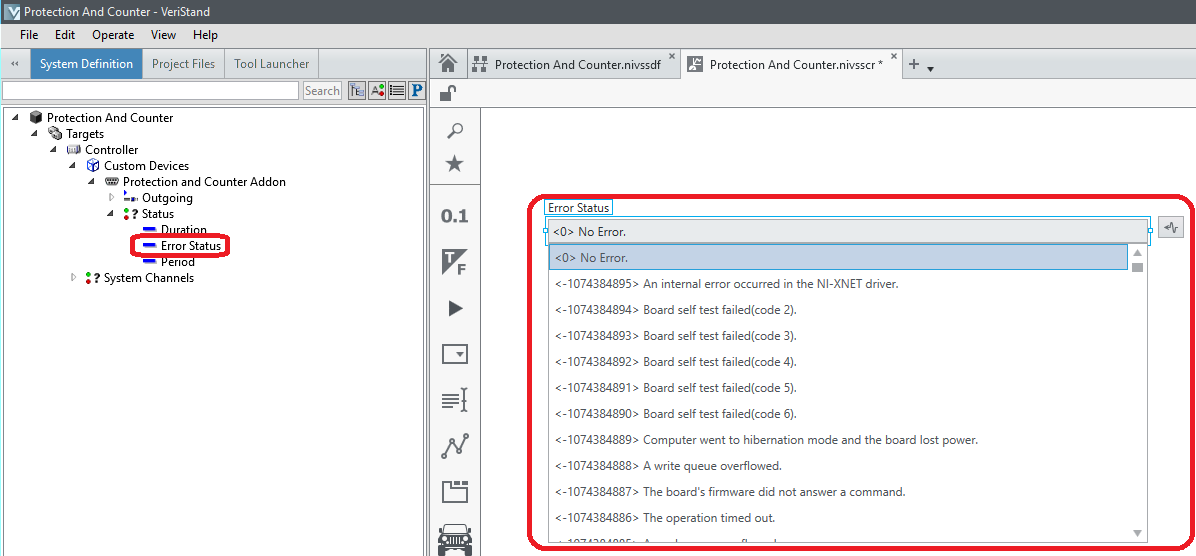 Protection And Counter - VeriStand
File Edit Operate View Help
System Definition Project Files Tool Launcher
Protection And Counter.nivssdf
Protection And Counter.nivsscr *
Search
P
Protection And Counter
Targets
Controller
Custom Devices
Protection and Counter Addon
Outgoing
Status
Duration
Error Status
Period
System Channels
0.1
T/F
Error Status
<0> No Error.
<0> No Error.
<-1074384895> An internal error occurred in the NI-XNET driver.
<-1074384894> Board self test failed(code 2).
<-1074384893> Board self test failed(code 3).
<-1074384892> Board self test failed(code 4).
<-1074384891> Board self test failed(code 5).
<-1074384890> Board self test failed(code 6).
<-1074384889> Computer went to hibernation mode and the board lost power.
<-1074384888> A write queue overflowed.
<-1074384887> The board's firmware did not answer a command.
<-1074384886> The operation timed out.